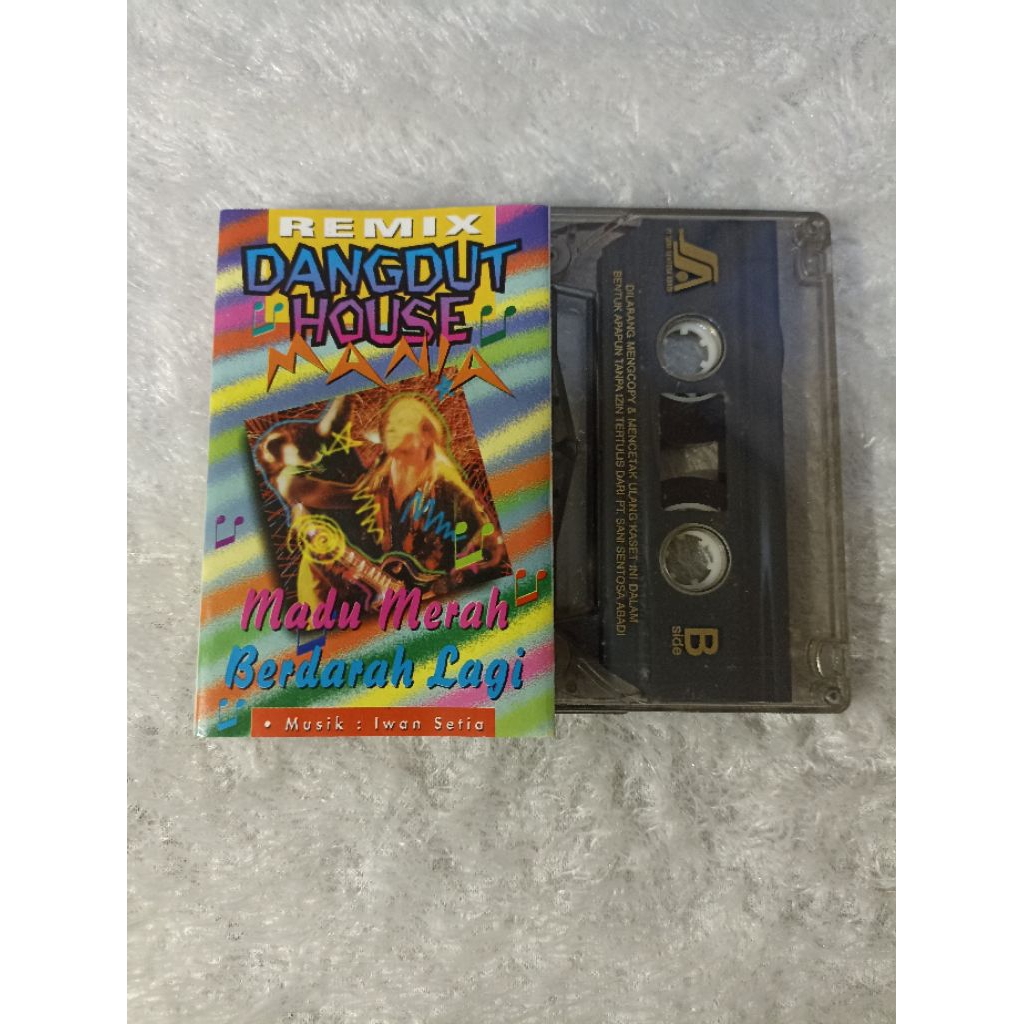 REMIX
DANGDUT
HOUSE
MANIA
Madu Merah
Berdarah Lagi
• Musik : Iwan Setia
SSA
DILARANG MENGCOPY & MENCETAK ULANG KASET INI DALAM
BENTUK APAPUN TANPA IZIN TERTULIS DARI PT. SANI SENTOSA ABADI
B
side